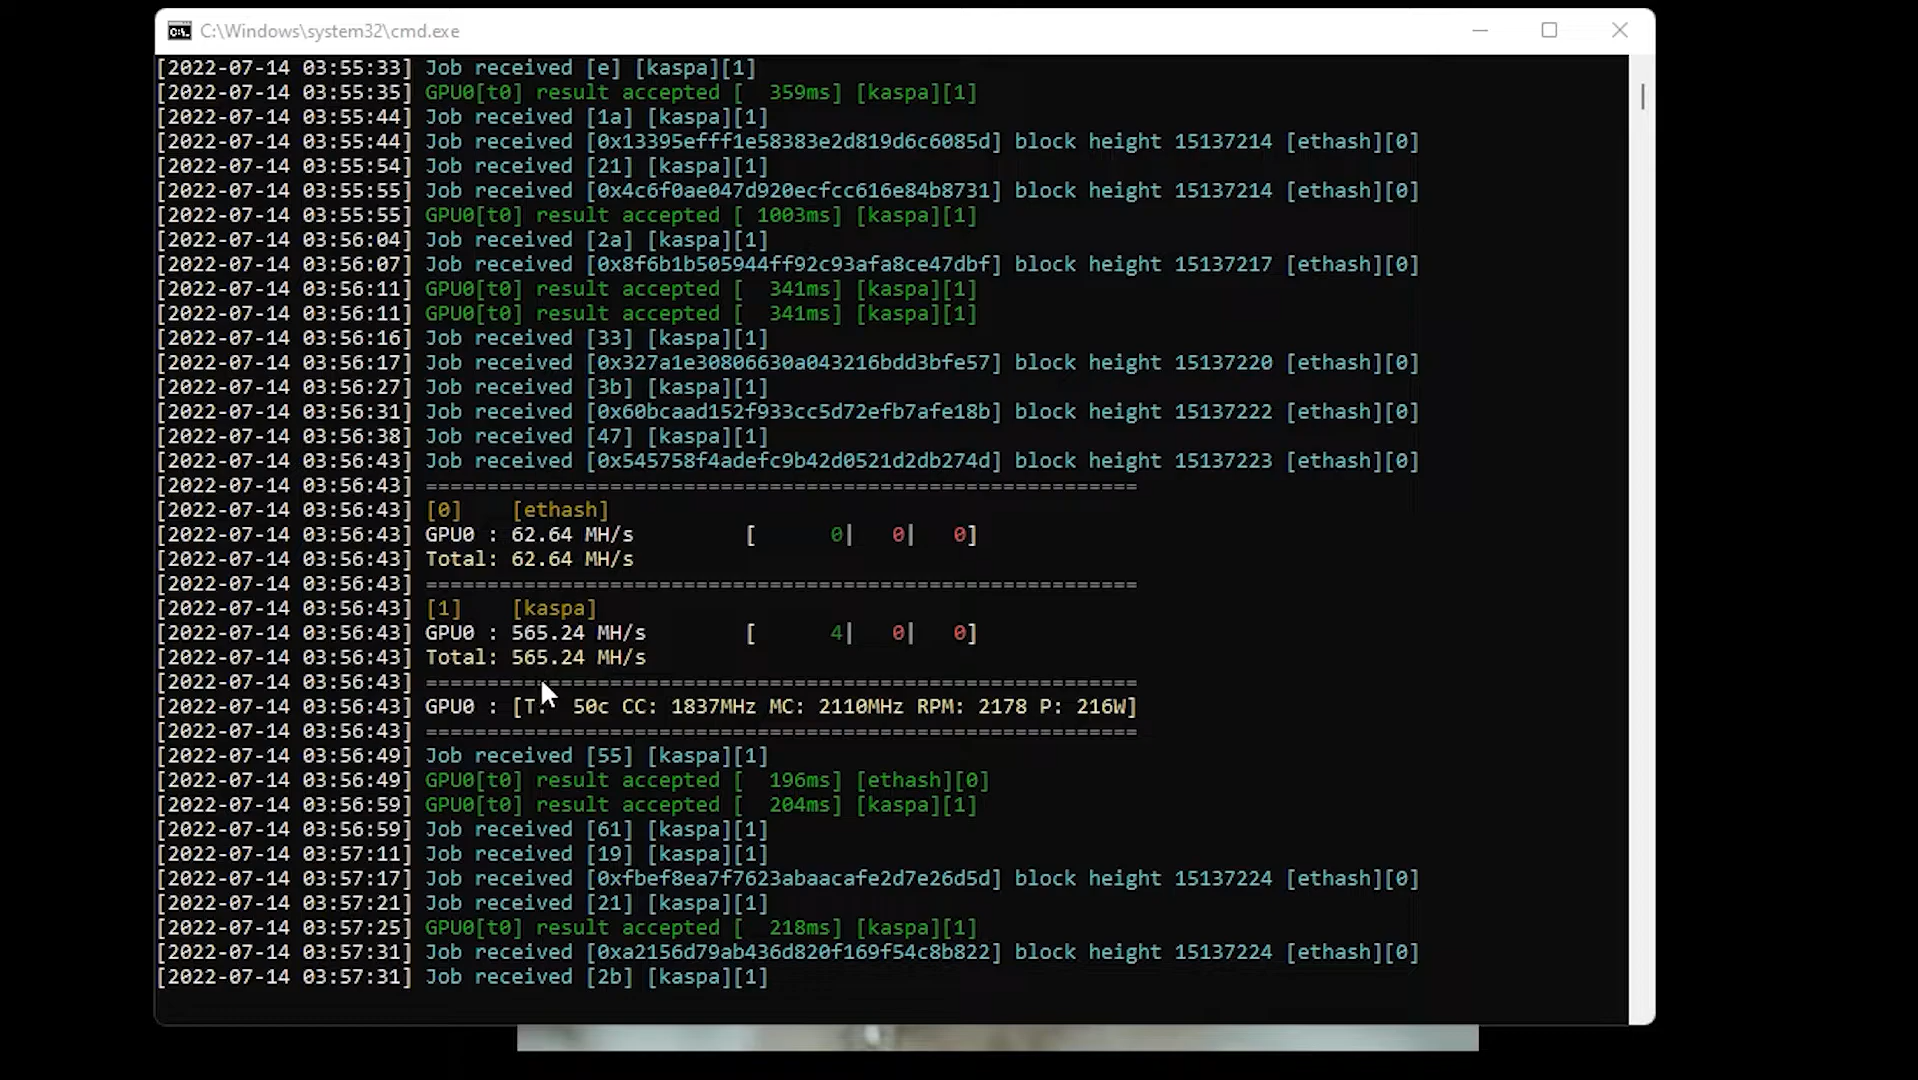 C:\Windows\system32\cmd.exe
[2022-07-14 03:55:33] Job received [e] [kaspa][1]
[2022-07-14 03:55:35] GPU0[t0] result accepted [  359ms] [kaspa][1]
[2022-07-14 03:55:44] Job received [1a] [kaspa][1]
[2022-07-14 03:55:44] Job received [0x13395efff1e58383e2d819d6c6085d] block height 15137214 [ethash][0]
[2022-07-14 03:55:54] Job received [21] [kaspa][1]
[2022-07-14 03:55:55] Job received [0x4c6f0ae047d920ecfcc616e84b8731] block height 15137214 [ethash][0]
[2022-07-14 03:55:55] GPU0[t0] result accepted [ 1003ms] [kaspa][1]
[2022-07-14 03:56:04] Job received [2a] [kaspa][1]
[2022-07-14 03:56:07] Job received [0x8f6b1b505944ff92c93afa8ce47dbf] block height 15137217 [ethash][0]
[2022-07-14 03:56:11] GPU0[t0] result accepted [  341ms] [kaspa][1]
[2022-07-14 03:56:11] GPU0[t0] result accepted [  341ms] [kaspa][1]
[2022-07-14 03:56:16] Job received [33] [kaspa][1]
[2022-07-14 03:56:17] Job received [0x327a1e30806630a043216bdd3bfe57] block height 15137220 [ethash][0]
[2022-07-14 03:56:27] Job received [3b] [kaspa][1]
[2022-07-14 03:56:31] Job received [0x60bcaad152f933cc5d72efb7afe18b] block height 15137222 [ethash][0]
[2022-07-14 03:56:38] Job received [47] [kaspa][1]
[2022-07-14 03:56:43] Job received [0x545758f4adefc9b42d0521d2db274d] block height 15137223 [ethash][0]
[2022-07-14 03:56:43] ==========================================================
[2022-07-14 03:56:43] [0]    [ethash]
[2022-07-14 03:56:43] GPU0 : 62.64 MH/s         [      0|   0|   0]
[2022-07-14 03:56:43] Total: 62.64 MH/s
[2022-07-14 03:56:43] ==========================================================
[2022-07-14 03:56:43] [1]    [kaspa]
[2022-07-14 03:56:43] GPU0 : 565.24 MH/s        [      4|   0|   0]
[2022-07-14 03:56:43] Total: 565.24 MH/s
[2022-07-14 03:56:43] ==========================================================
[2022-07-14 03:56:43] GPU0 : [T:  50c CC: 1837MHz MC: 2110MHz RPM: 2178 P: 216W]
[2022-07-14 03:56:43] ==========================================================
[2022-07-14 03:56:49] Job received [55] [kaspa][1]
[2022-07-14 03:56:49] GPU0[t0] result accepted [  196ms] [ethash][0]
[2022-07-14 03:56:59] GPU0[t0] result accepted [  204ms] [kaspa][1]
[2022-07-14 03:56:59] Job received [61] [kaspa][1]
[2022-07-14 03:57:11] Job received [19] [kaspa][1]
[2022-07-14 03:57:17] Job received [0xfbef8ea7f7623abaacafe2d7e26d5d] block height 15137224 [ethash][0]
[2022-07-14 03:57:21] Job received [21] [kaspa][1]
[2022-07-14 03:57:25] GPU0[t0] result accepted [  218ms] [kaspa][1]
[2022-07-14 03:57:31] Job received [0xa2156d79ab436d820f169f54c8b822] block height 15137224 [ethash][0]
[2022-07-14 03:57:31] Job received [2b] [kaspa][1]